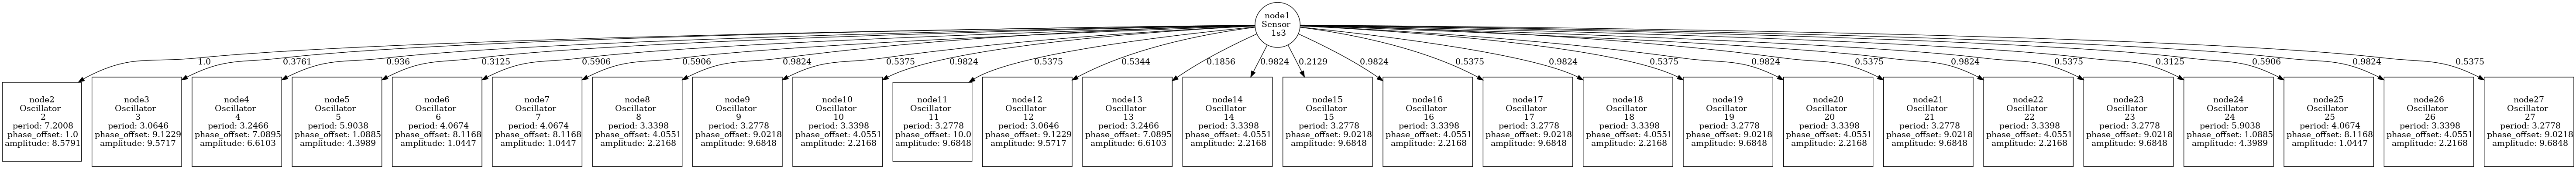 node1
Sensor
1s3
1.0
0.3761
0.936
-0.3125
0.5906
0.5906
0.9824
-0.5375
0.9824
-0.5375
-0.5344
0.1856
0.9824
0.2129
0.9824
-0.5375
0.9824
-0.5375
0.9824
-0.5375
0.9824
-0.5375
-0.3125
0.5906
0.9824
-0.5375
node2
Oscillator
2
period: 7.2008
phase_offset: 1.0
amplitude: 8.5791
node3
Oscillator
3
period: 3.0646
phase_offset: 9.1229
amplitude: 9.5717
node4
Oscillator
4
period: 3.2466
phase_offset: 7.0895
amplitude: 6.6103
node5
Oscillator
5
period: 5.9038
phase_offset: 1.0885
amplitude: 4.3989
node6
Oscillator
6
period: 4.0674
phase_offset: 8.1168
amplitude: 1.0447
node7
Oscillator
7
period: 4.0674
phase_offset: 8.1168
amplitude: 1.0447
node8
Oscillator
8
period: 3.3398
phase_offset: 4.0551
amplitude: 2.2168
node9
Oscillator
9
period: 3.2778
phase_offset: 9.0218
amplitude: 9.6848
node10
Oscillator
10
period: 3.3398
phase_offset: 4.0551
amplitude: 2.2168
node11
Oscillator
11
period: 3.2778
phase_offset: 10.0
amplitude: 9.6848
node12
Oscillator
12
period: 3.0646
phase_offset: 9.1229
amplitude: 9.5717
node13
Oscillator
13
period: 3.2466
phase_offset: 7.0895
amplitude: 6.6103
node14
Oscillator
14
period: 3.3398
phase_offset: 4.0551
amplitude: 2.2168
node15
Oscillator
15
period: 3.2778
phase_offset: 9.0218
amplitude: 9.6848
node16
Oscillator
16
period: 3.3398
phase_offset: 4.0551
amplitude: 2.2168
node17
Oscillator
17
period: 3.2778
phase_offset: 9.0218
amplitude: 9.6848
node18
Oscillator
18
period: 3.3398
phase_offset: 4.0551
amplitude: 2.2168
node19
Oscillator
19
period: 3.2778
phase_offset: 9.0218
amplitude: 9.6848
node20
Oscillator
20
period: 3.3398
phase_offset: 4.0551
amplitude: 2.2168
node21
Oscillator
21
period: 3.2778
phase_offset: 9.0218
amplitude: 9.6848
node22
Oscillator
22
period: 3.3398
phase_offset: 4.0551
amplitude: 2.2168
node23
Oscillator
23
period: 3.2778
phase_offset: 9.0218
amplitude: 9.6848
node24
Oscillator
24
period: 5.9038
phase_offset: 1.0885
amplitude: 4.3989
node25
Oscillator
25
period: 4.0674
phase_offset: 8.1168
amplitude: 1.0447
node26
Oscillator
26
period: 3.3398
phase_offset: 4.0551
amplitude: 2.2168
node27
Oscillator
27
period: 3.2778
phase_offset: 9.0218
amplitude: 9.6848